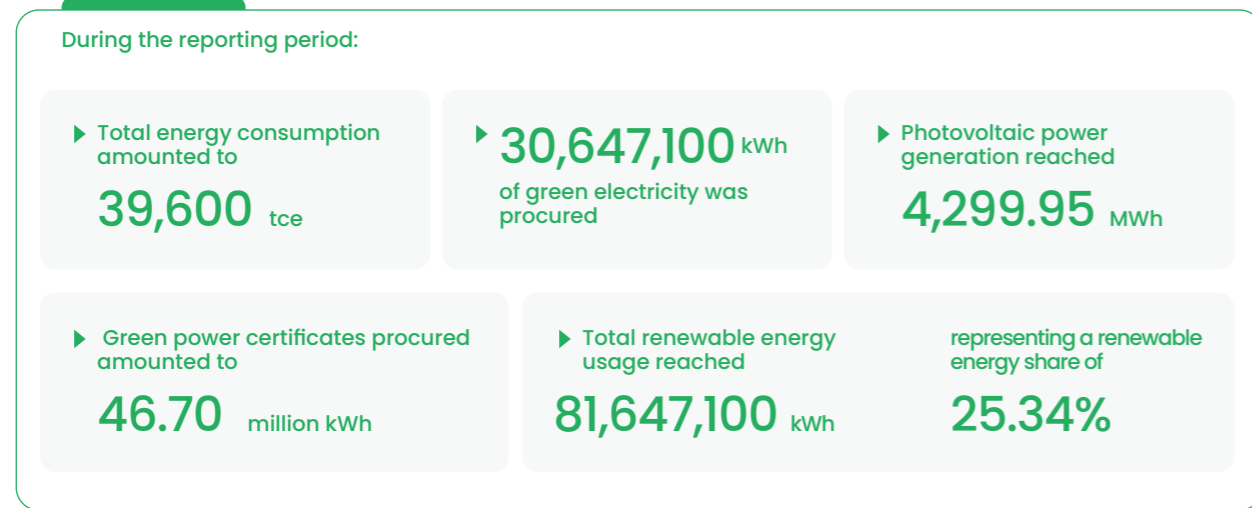 During the reporting period:
Total energy consumption
amounted to
39,600 tce
30,647,100 kWh
of green electricity was
procured
Photovoltaic power
generation reached
4,299.95 MWh
Green power certificates procured
amounted to
46.70 million kWh
Total renewable energy
usage reached
81,647,100 kWh
representing a renewable
energy share of
25.34%